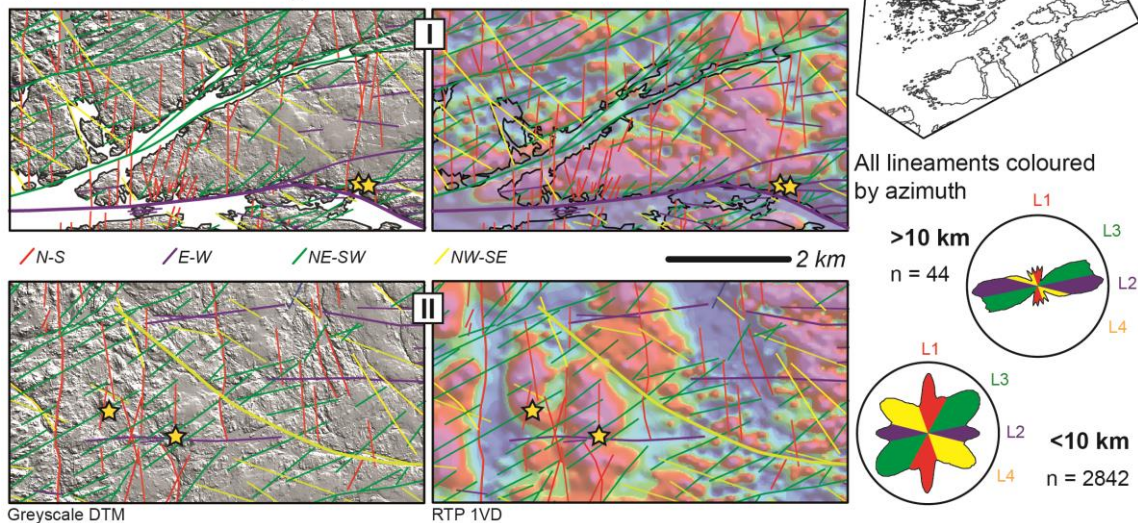 I
All lineaments coloured
by azimuth
N-S
E-W
NE-SW
NW-SE
2 km
>10 km
n = 44
L1
L3
L2
L4
II
L1
L3
L2
L4
<10 km
n = 2842
Greyscale DTM
RTP 1VD